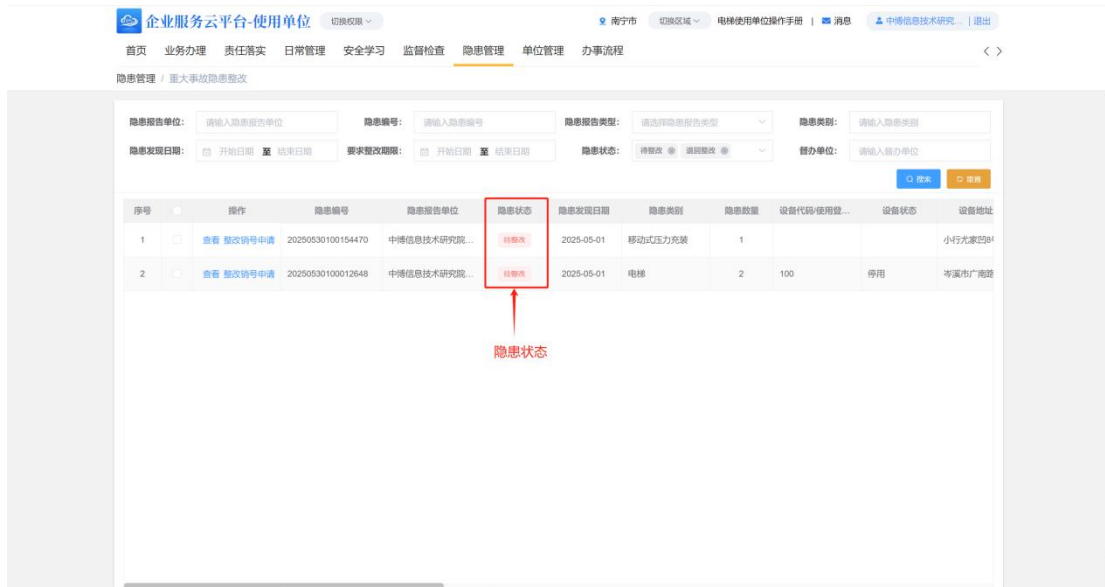 企业服务云平台-使用单位 切换权限 南宁市 切换区域 电梯使用单位操作手册 | 消息 中博信息技术研究... | 退出
首页 业务办理 责任落实 日常管理 安全学习 监督检查 隐患管理 单位管理 办事流程 < >
隐患管理 / 重大事故隐患整改
隐患报告单位: 请输入隐患报告单位 隐患编号: 请输入隐患编号 隐患报告类型: 请选择隐患报告类型 隐患类别: 请输入隐患类别
隐患发现日期: 开始日期 至 结束日期 要求整改期限: 开始日期 至 结束日期 隐患状态: 待整改 退回整改 督办单位: 请输入督办单位
搜索 重置
序号 操作 隐患编号 隐患报告单位 隐患状态 隐患发现日期 隐患类别 隐患数量 设备代码/使用登... 设备状态 设备地址
1 查看 整改销号申请 20250530100154470 中博信息技术研究院... 待整改 2025-05-01 移动式压力充装 1 小行尤家凹8
2 查看 整改销号申请 20250530100012648 中博信息技术研究院... 待整改 2025-05-01 电梯 2 100 停用 岑溪市广南路
隐患状态